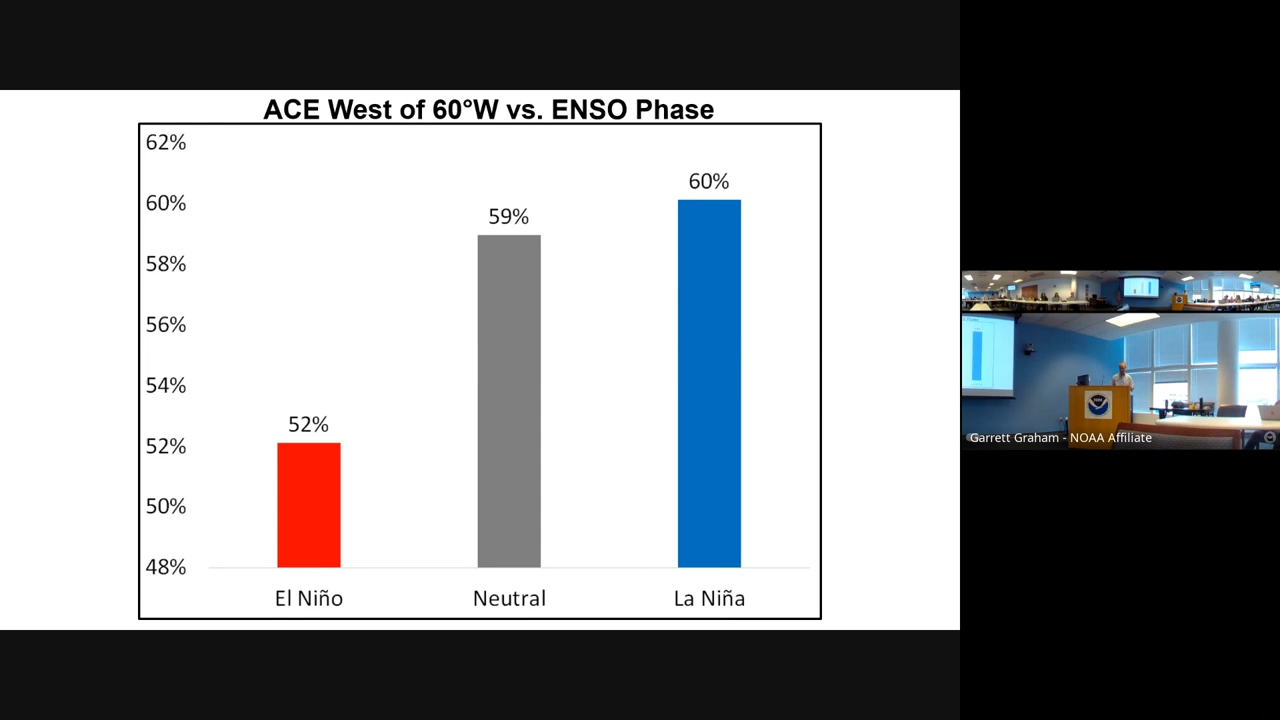 ACE West of 60°W vs. ENSO Phase
62%
60%
58%
56%
54%
52%
50%
48%
52%
59%
60%
El Niño
Neutral
La Niña
Garrett Graham - NOAA Affiliate